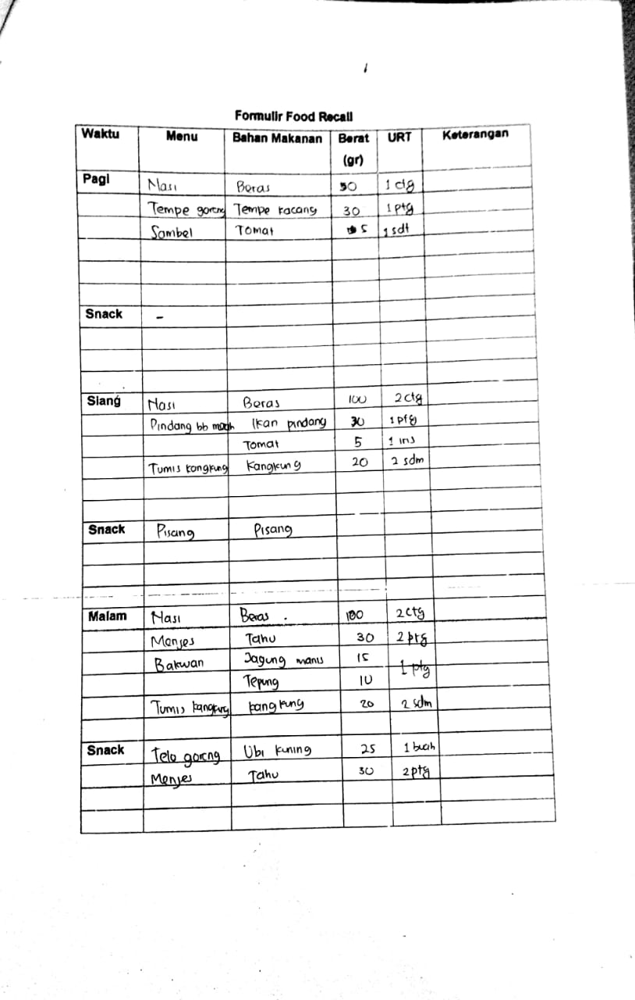 1
Formulir Food Recall
Waktu Menu Bahan Makanan Berat (gr) URT Keterangan
Pagi Nasi Beras 50 1 ctg
Tempe goreng Tempe kacang 30 1 ptg
Sambel Tomat 5 1 sdt
Snack -
Siang Nasi Beras 100 2 ctg
Pindang bb merah Ikan pindang 30 1 ptg
Tomat 5 1 iris
Tumis kangkung Kangkung 20 2 sdm
Snack Pisang Pisang
Malam Nasi Beras . 100 2 ctg
Menjes Tahu 30 2 ptg
Bakwan Jagung manis 15 1 ptg
Tepung 10
Tumis kangkung kangkung 20 2 sdm
Snack Telo goreng Ubi kuning 25 1 buah
Menjes Tahu 30 2 ptg